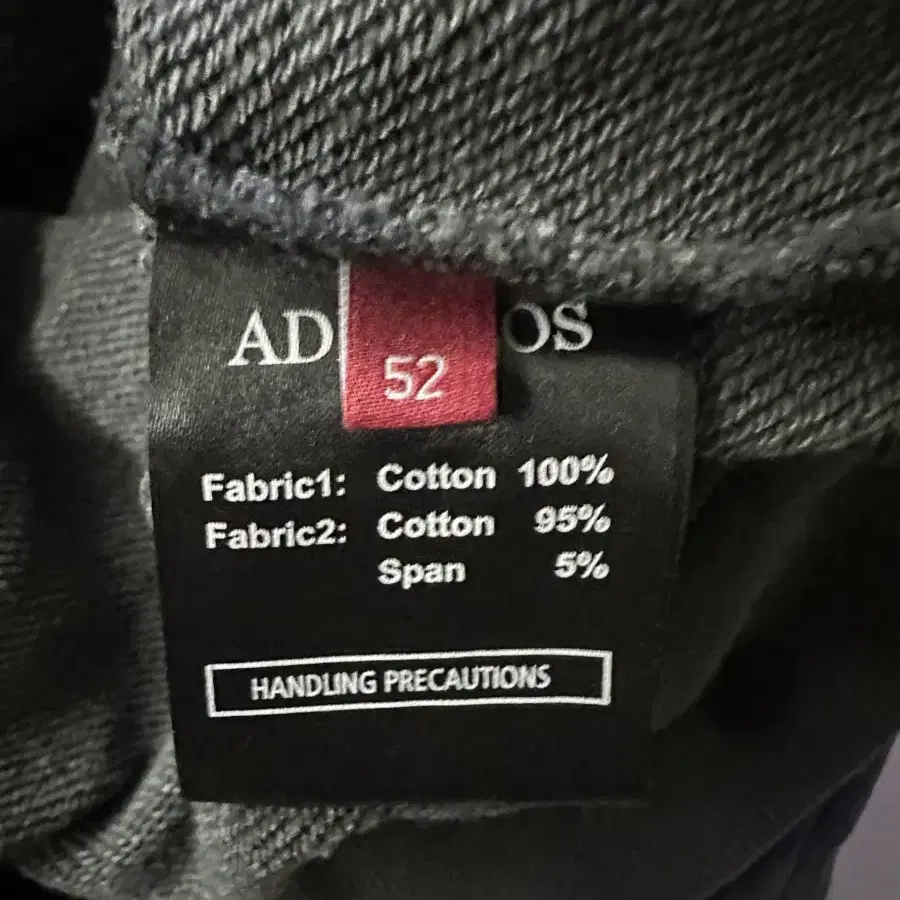 AD OS
52
Fabric1: Cotton 100%
Fabric2: Cotton 95%
Span 5%
HANDLING PRECAUTIONS